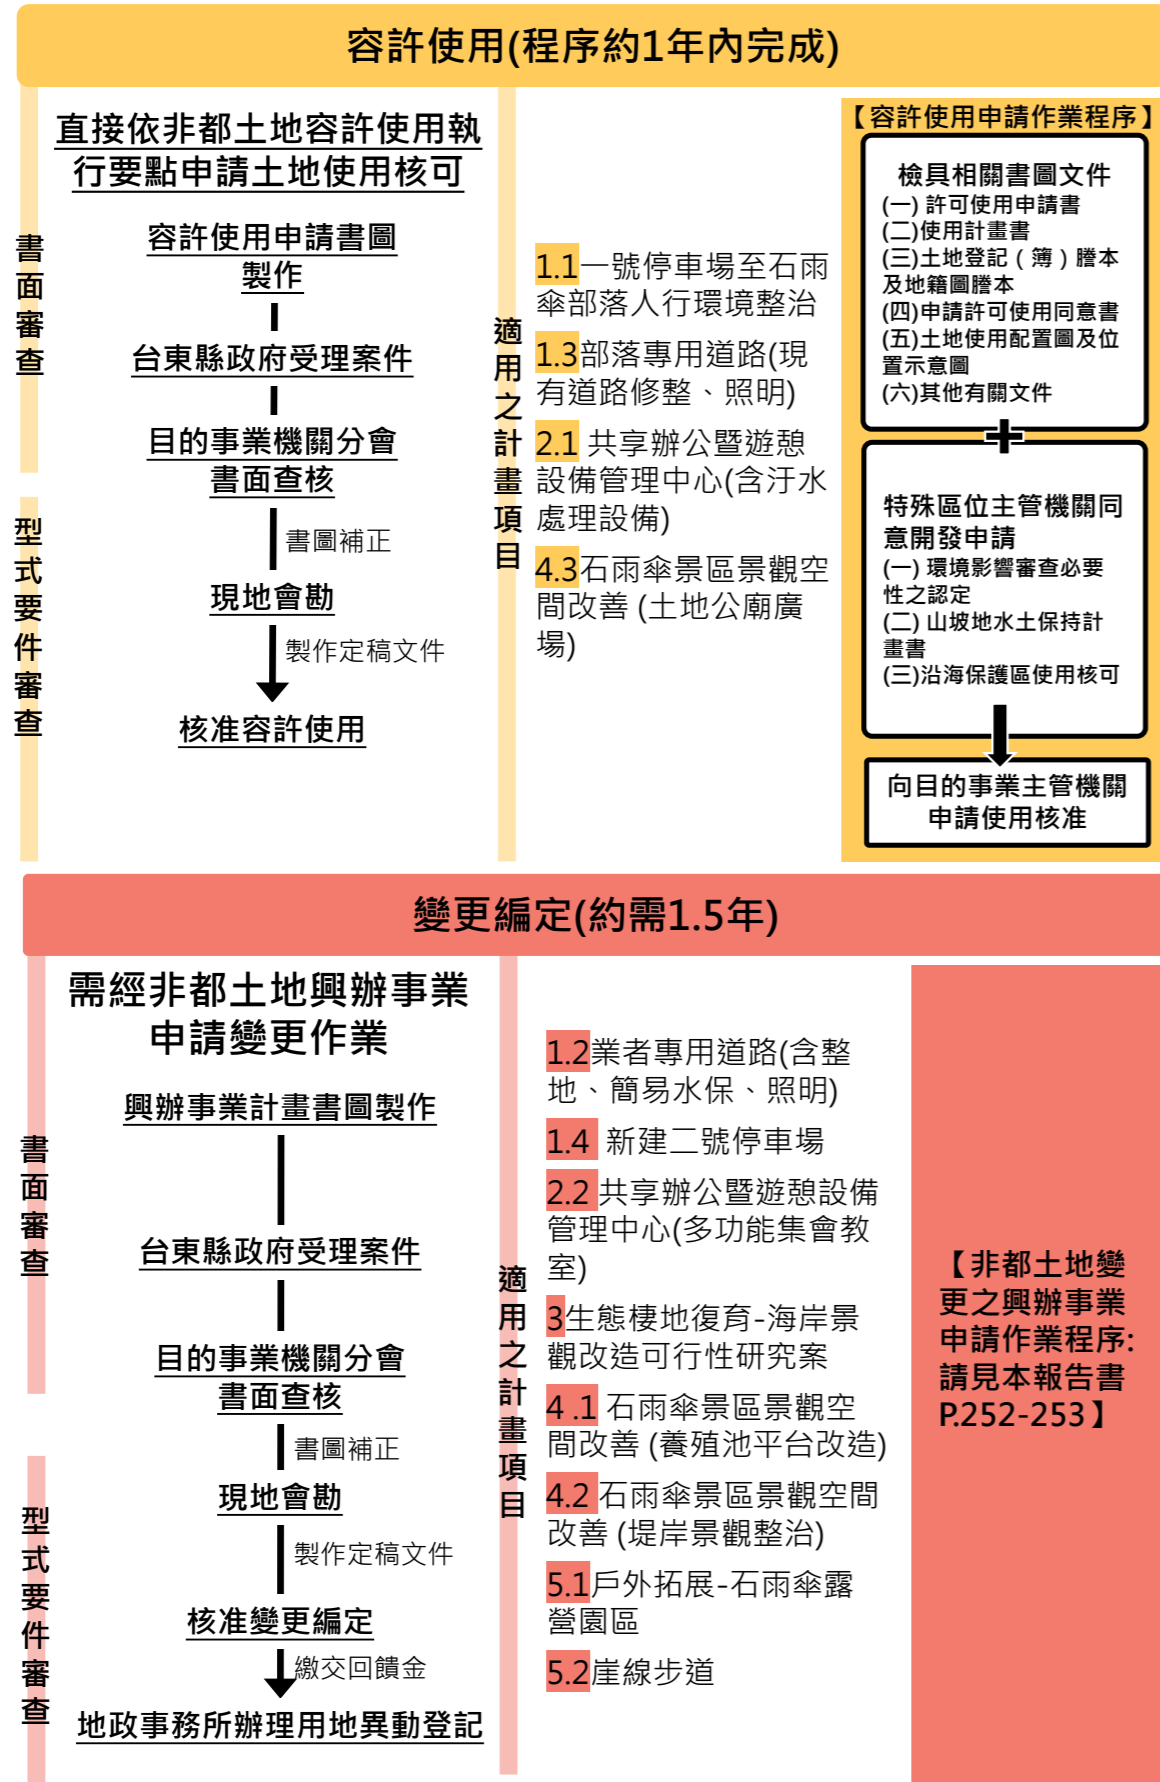 容許使用(程序約1年內完成)
書面審查
型式要件審查
直接依非都土地容許使用執
行要點申請土地使用核可
容許使用申請書圖
製作
台東縣政府受理案件
目的事業機關分會
書面查核
書圖補正
現地會勘
製作定稿文件
核准容許使用
適用之計畫項目
1.1一號停車場至石雨
傘部落人行環境整治
1.3部落專用道路(現
有道路修整、照明)
2.1 共享辦公暨遊憩
設備管理中心(含汙水
處理設備)
4.3石雨傘景區景觀空
間改善 (土地公廟廣
場)
【容許使用申請作業程序】
檢具相關書圖文件
(一) 許可使用申請書
(二)使用計畫書
(三)土地登記（簿）謄本
及地籍圖謄本
(四)申請許可使用同意書
(五)土地使用配置圖及位
置示意圖
(六)其他有關文件
特殊區位主管機關同
意開發申請
(一) 環境影響審查必要
性之認定
(二) 山坡地水土保持計
畫書
(三)沿海保護區使用核可
向目的事業主管機關
申請使用核准
變更編定(約需1.5年)
書面審查
型式要件審查
需經非都土地興辦事業
申請變更作業
興辦事業計畫書圖製作
台東縣政府受理案件
目的事業機關分會
書面查核
書圖補正
現地會勘
製作定稿文件
核准變更編定
繳交回饋金
地政事務所辦理用地異動登記
適用之計畫項目
1.2業者專用道路(含整
地、簡易水保、照明)
1.4 新建二號停車場
2.2 共享辦公暨遊憩設備
管理中心(多功能集會教
室)
3生態棲地復育-海岸景
觀改造可行性研究案
4 .1 石雨傘景區景觀空
間改善 (養殖池平台改造)
4.2 石雨傘景區景觀空間
改善 (堤岸景觀整治)
5.1戶外拓展-石雨傘露
營園區
5.2崖線步道
【非都土地變
更之興辦事業
申請作業程序:
請見本報告書
P.252-253】